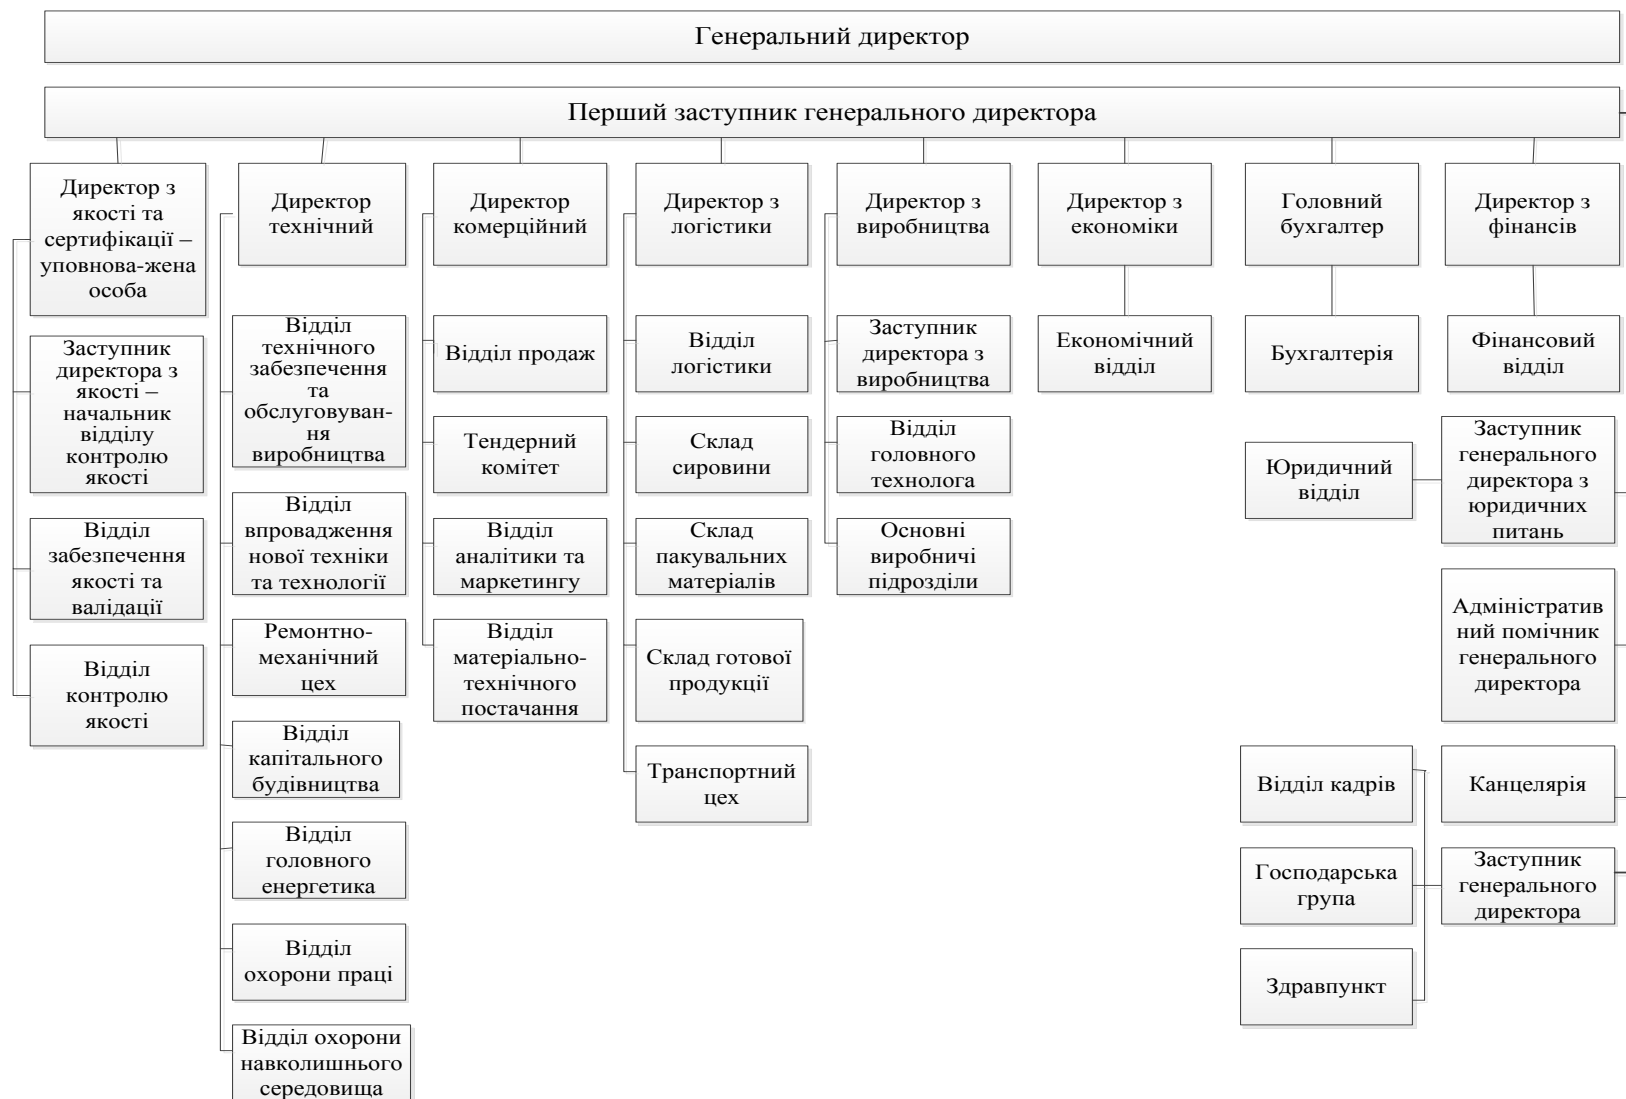 Генеральний директор
Перший заступник генерального директора
Директор з
якості та
сертифікації –
уповнова-жена
особа
Директор
технічний
Директор
комерційний
Директор з
логістики
Директор з
виробництва
Директор з
економіки
Головний
бухгалтер
Директор з
фінансів
Заступник
директора з
якості –
начальник
відділу
контролю
якості
Відділ
технічного
забезпечення
та
обслуговуван-
ня
виробництва
Відділ продаж
Відділ
логістики
Заступник
директора з
виробництва
Економічний
відділ
Бухгалтерія
Фінансовий
відділ
Тендерний
комітет
Склад
сировини
Відділ
головного
технолога
Юридичний
відділ
Заступник
генерального
директора з
юридичних
питань
Відділ
забезпечення
якості та
валідації
Відділ
впровадження
нової техніки
та технології
Відділ
аналітики та
маркетингу
Склад
пакувальних
матеріалів
Основні
виробничі
підрозділи
Адміністратив
ний помічник
генерального
директора
Відділ
контролю
якості
Ремонтно-
механічний
цех
Відділ
матеріально-
технічного
постачання
Склад готової
продукції
Відділ
капітального
будівництва
Транспортний
цех
Відділ кадрів
Канцелярія
Відділ
головного
енергетика
Господарська
група
Заступник
генерального
директора
Відділ
охорони праці
Здравпункт
Відділ охорони
навколишнього
середовища